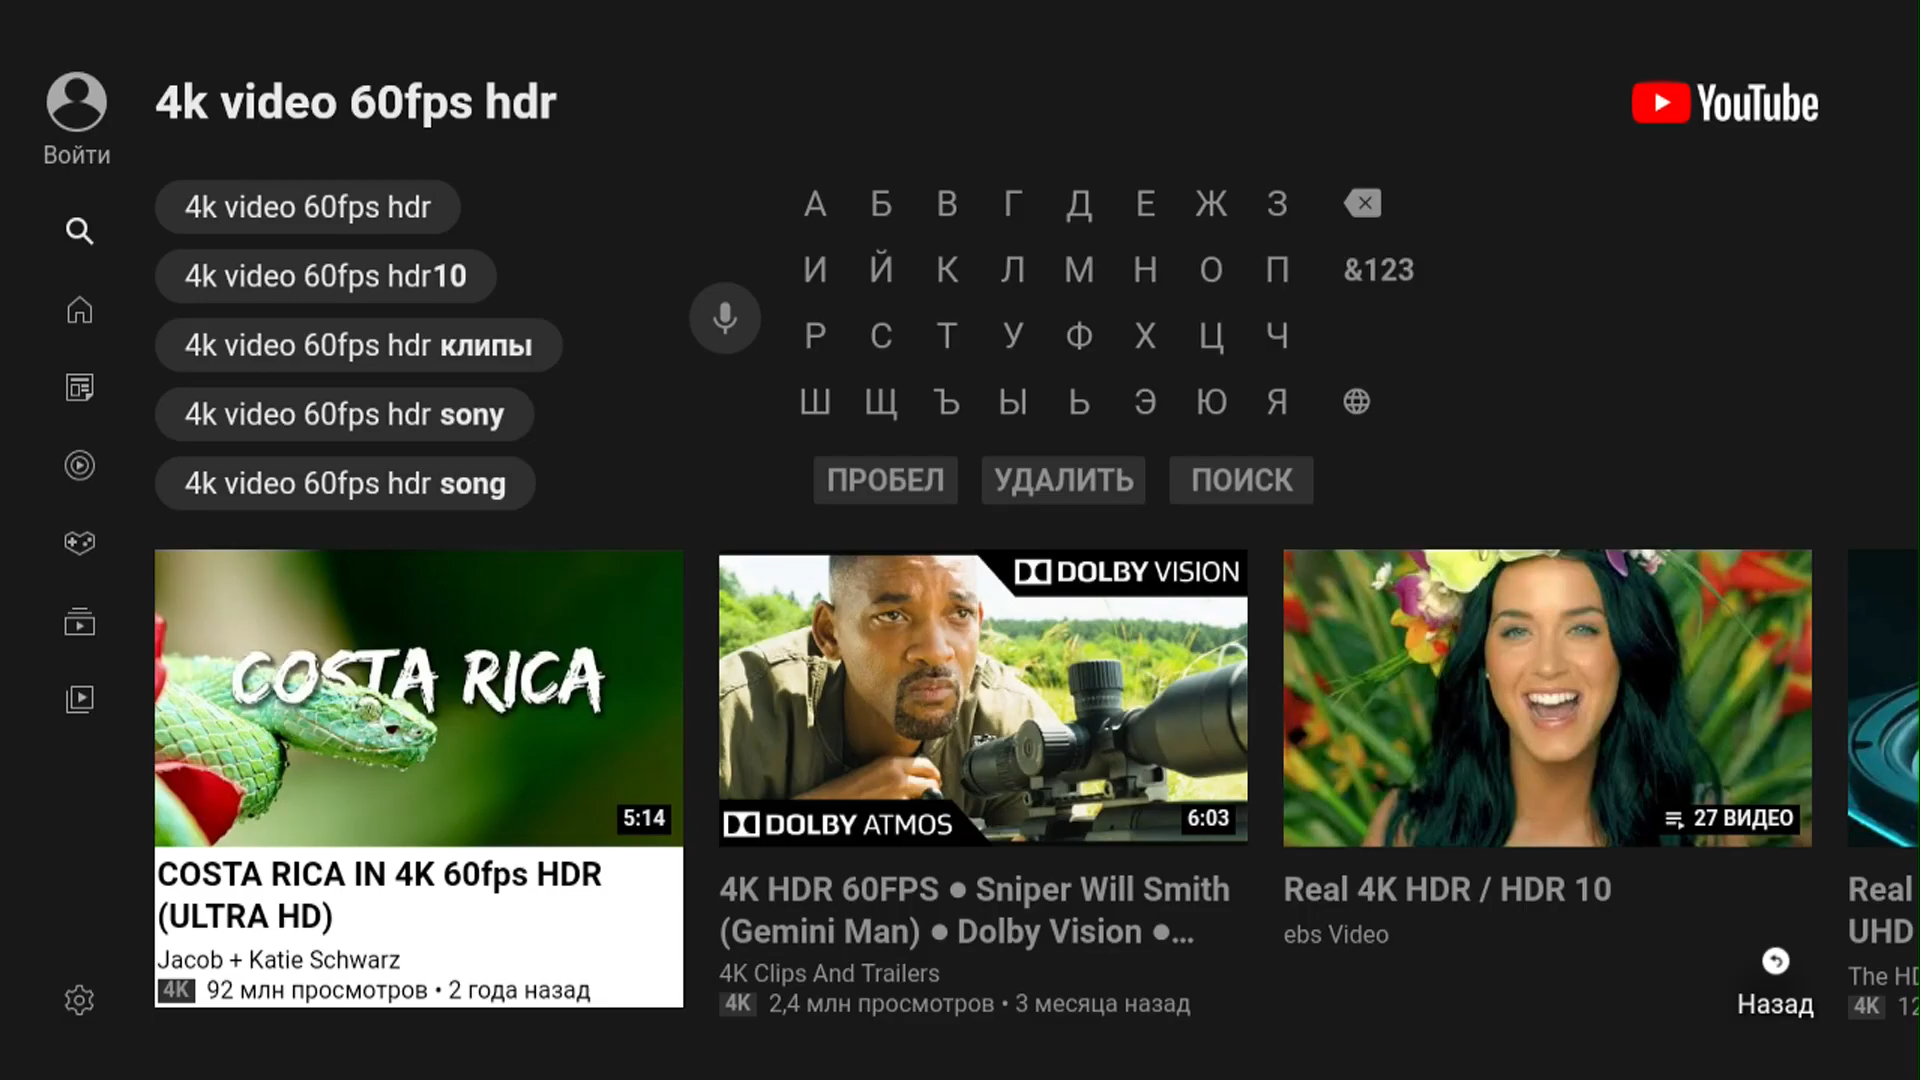 Войти
4k video 60fps hdr
YouTube
4k video 60fps hdr
4k video 60fps hdr10
4k video 60fps hdr клипы
4k video 60fps hdr sony
4k video 60fps hdr song
А Б В Г Д Е Ж З
И Й К Л М Н О П &123
Р С Т У Ф Х Ц Ч
Ш Щ Ъ Ы Ь Э Ю Я
ПРОБЕЛ УДАЛИТЬ ПОИСК
COSTA RICA
5:14
COSTA RICA IN 4K 60fps HDR
(ULTRA HD)
Jacob + Katie Schwarz
4K 92 млн просмотров • 2 года назад
DOLBY VISION
DOLBY ATMOS
6:03
4K HDR 60FPS ● Sniper Will Smith
(Gemini Man) ● Dolby Vision ●...
4K Clips And Trailers
4K 2,4 млн просмотров • 3 месяца назад
27 ВИДЕО
Real 4K HDR / HDR 10
ebs Video
Real
UHD
The HD
4K 12
Назад